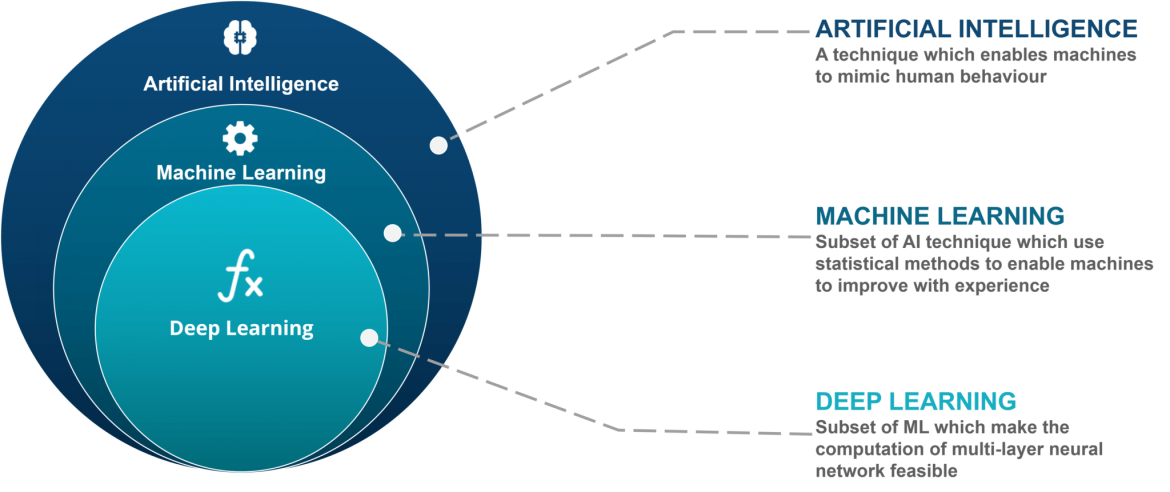 Artificial Intelligence
Machine Learning
fx
Deep Learning
ARTIFICIAL INTELLIGENCE
A technique which enables machines
to mimic human behaviour
MACHINE LEARNING
Subset of AI technique which use
statistical methods to enable machines
to improve with experience
DEEP LEARNING
Subset of ML which make the
computation of multi-layer neural
network feasible